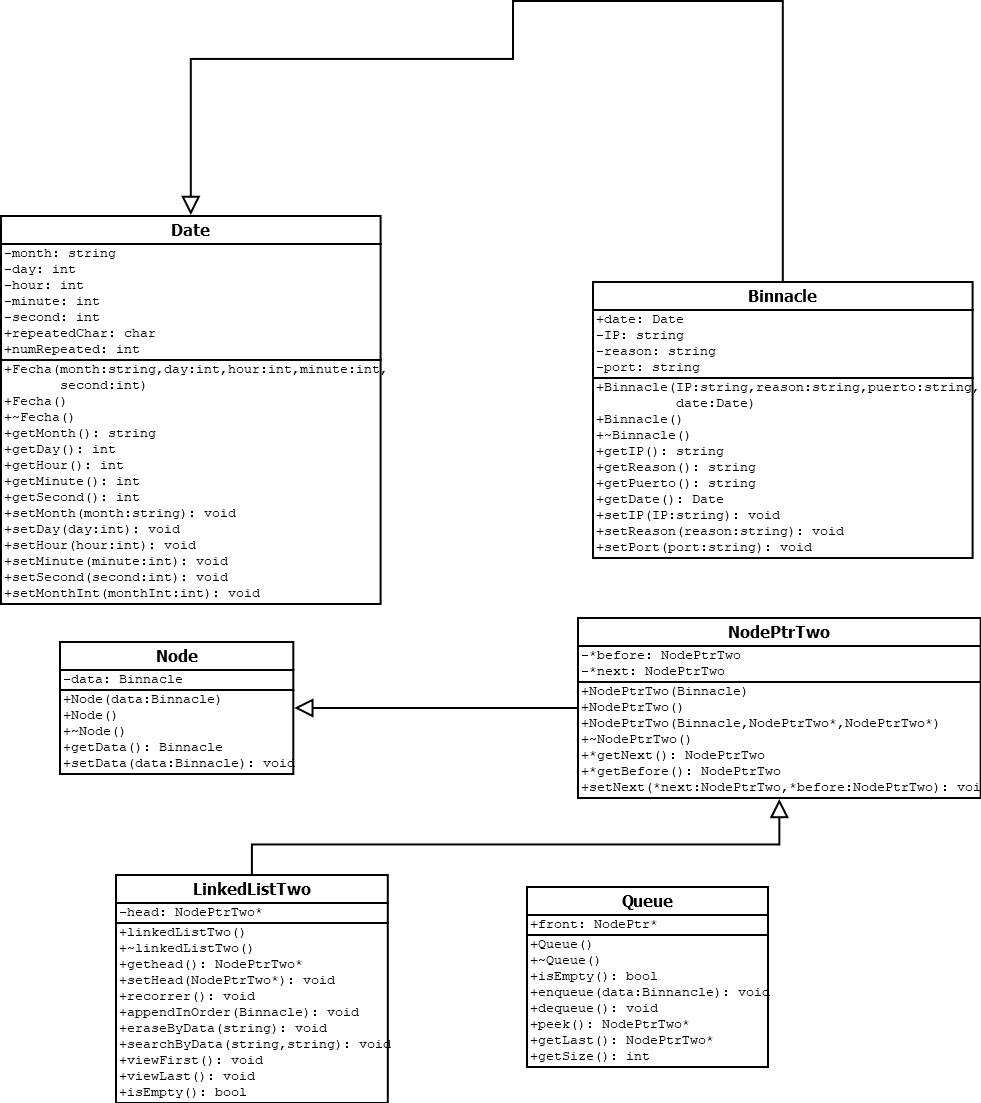 Date
-month: string
-day: int
-hour: int
-minute: int
-second: int
+repeatedChar: char
+numRepeated: int
+Fecha(month:string,day:int,hour:int,minute:int,
second:int)
+Fecha()
+~Fecha()
+getMonth(): string
+getDay(): int
+getHour(): int
+getMinute(): int
+getSecond(): int
+setMonth(month:string): void
+setDay(day:int): void
+setHour(hour:int): void
+setMinute(minute:int): void
+setSecond(second:int): void
+setMonthInt(monthInt:int): void
Binnacle
+date: Date
-IP: string
-reason: string
-port: string
+Binnacle(IP:string,reason:string,puerto:string,
date:Date)
+Binnacle()
+~Binnacle()
+getIP(): string
+getReason(): string
+getPuerto(): string
+getDate(): Date
+setIP(IP:string): void
+setReason(reason:string): void
+setPort(port:string): void
Node
-data: Binnacle
+Node(data:Binnacle)
+Node()
+~Node()
+getData(): Binnacle
+setData(data:Binnacle): void
NodePtrTwo
-*before: NodePtrTwo
-*next: NodePtrTwo
+NodePtrTwo(Binnacle)
+NodePtrTwo()
+NodePtrTwo(Binnacle,NodePtrTwo*,NodePtrTwo*)
+~NodePtrTwo()
+*getNext(): NodePtrTwo
+*getBefore(): NodePtrTwo
+setNext(*next:NodePtrTwo,*before:NodePtrTwo): voi
LinkedListTwo
-head: NodePtrTwo*
+linkedListTwo()
+~linkedListTwo()
+gethead(): NodePtrTwo*
+setHead(NodePtrTwo*): void
+recorrer(): void
+appendInOrder(Binnacle): void
+eraseByData(string): void
+searchByData(string,string): void
+viewFirst(): void
+viewLast(): void
+isEmpty(): bool
Queue
+front: NodePtr*
+Queue()
+~Queue()
+isEmpty(): bool
+enqueue(data:Binnancle): void
+dequeue(): void
+peek(): NodePtrTwo*
+getLast(): NodePtrTwo*
+getSize(): int